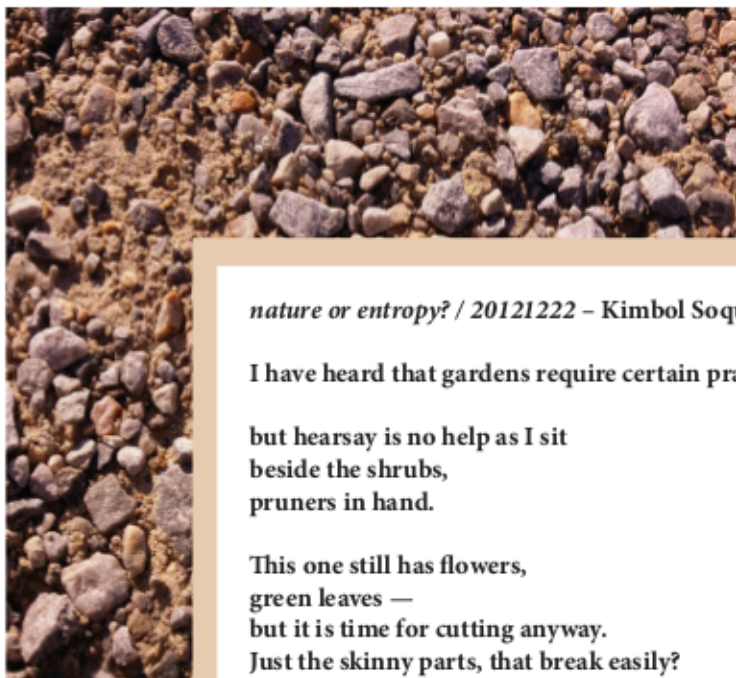 nature or entropy? / 20121222 – Kimbol
I have heard that gardens require certain
but hearsay is no help as I sit
beside the shrubs,
pruners in hand.
This one still has flowers,
green leaves —
but it is time for cutting anyway.
Just the skinny parts, that break easily?